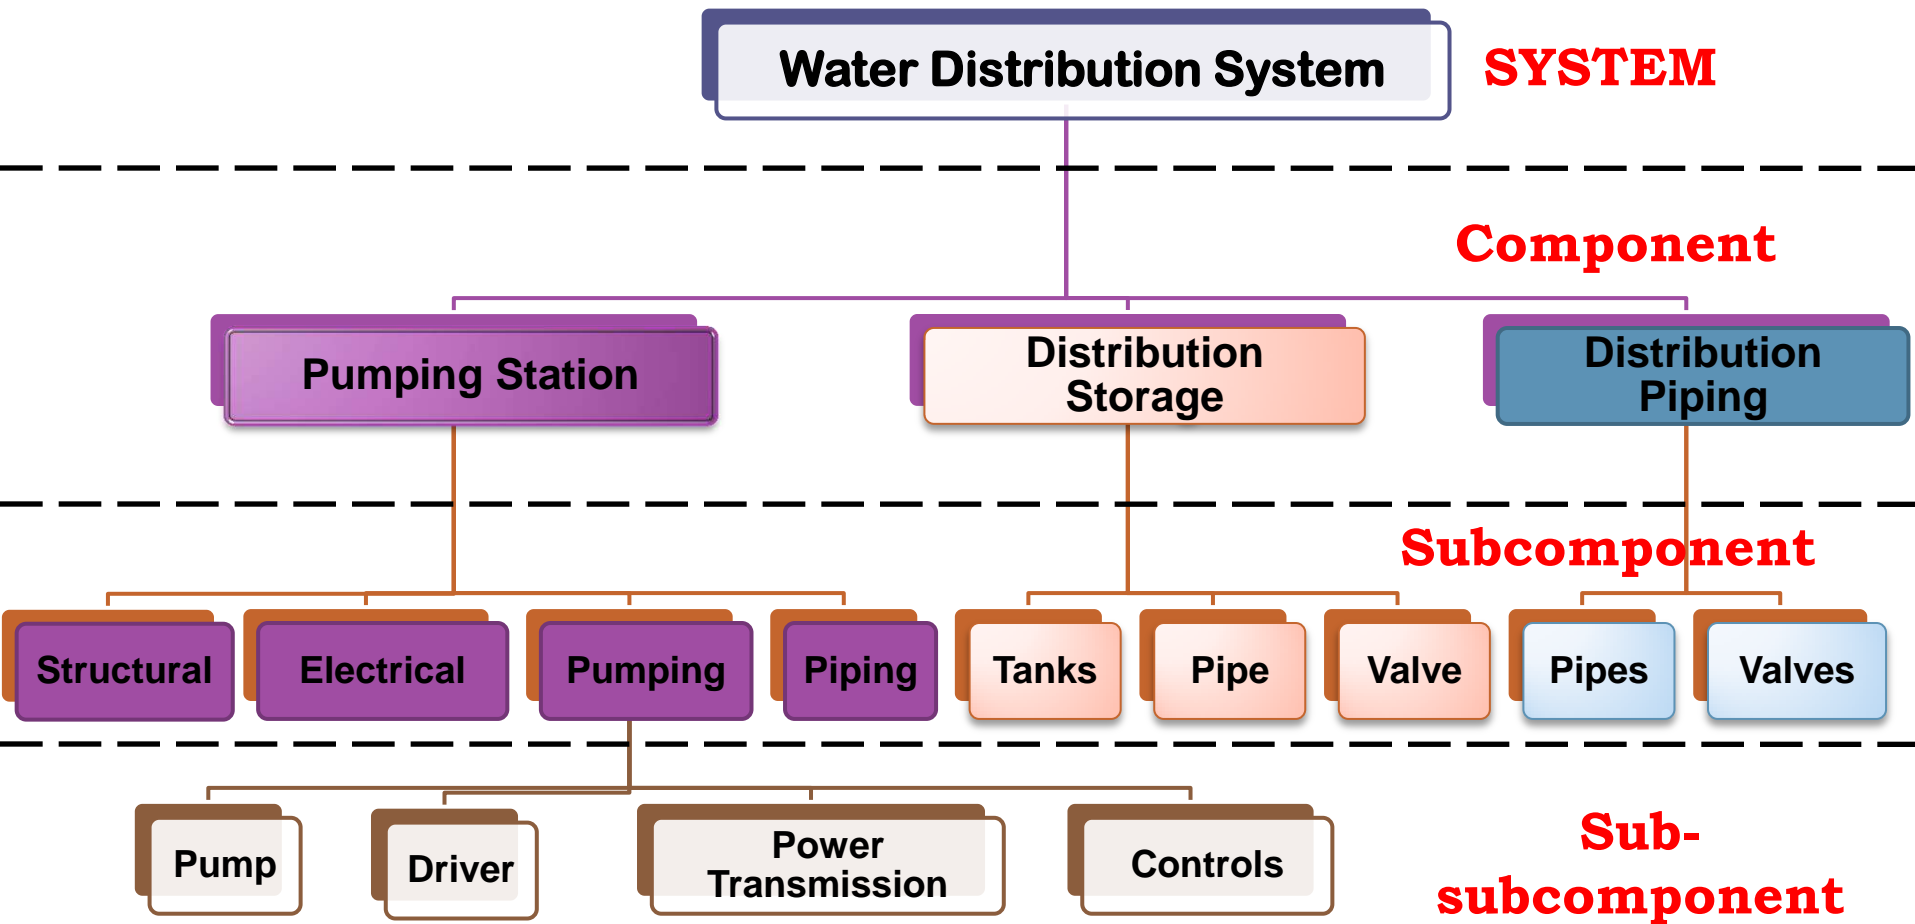 Water Distribution System
SYSTEM
Component
Pumping Station
Distribution
Storage
Distribution
Piping
Subcomponent
Structural
Electrical
Pumping
Piping
Tanks
Pipe
Valve
Pipes
Valves
Pump
Driver
Power
Transmission
Controls
Sub-
subcomponent